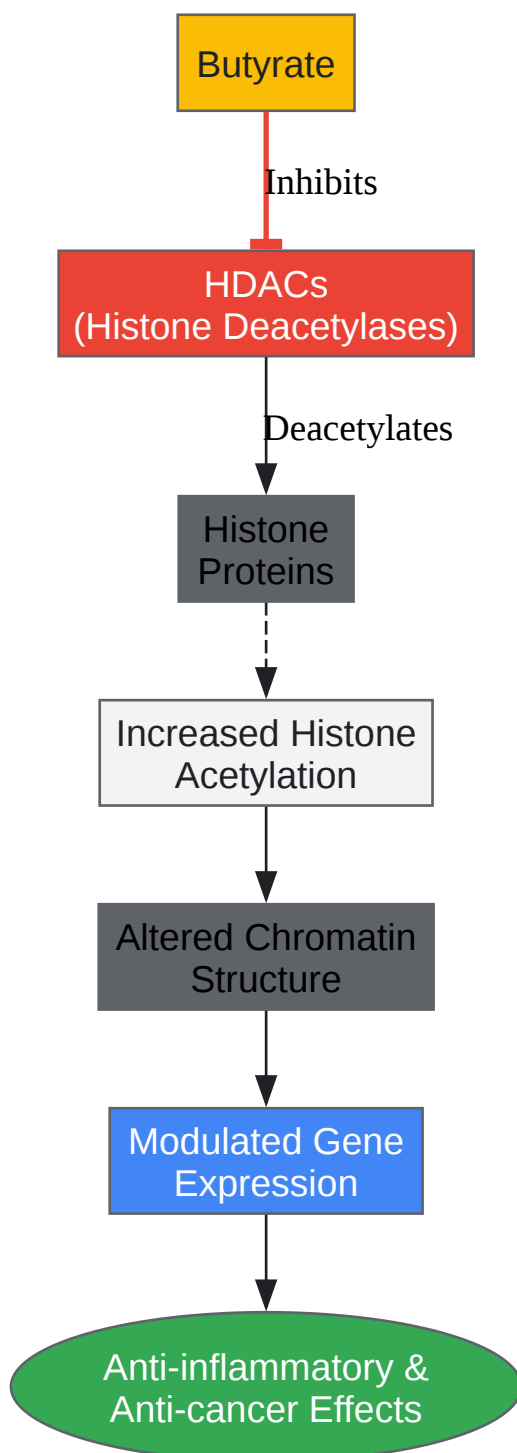 Butyrate
Inhibits
HDACs
(Histone Deacetylases)
Deacetylates
Histone
Proteins
Increased Histone
Acetylation
Altered Chromatin
Structure
Modulated Gene
Expression
Anti-inflammatory &
Anti-cancer Effects